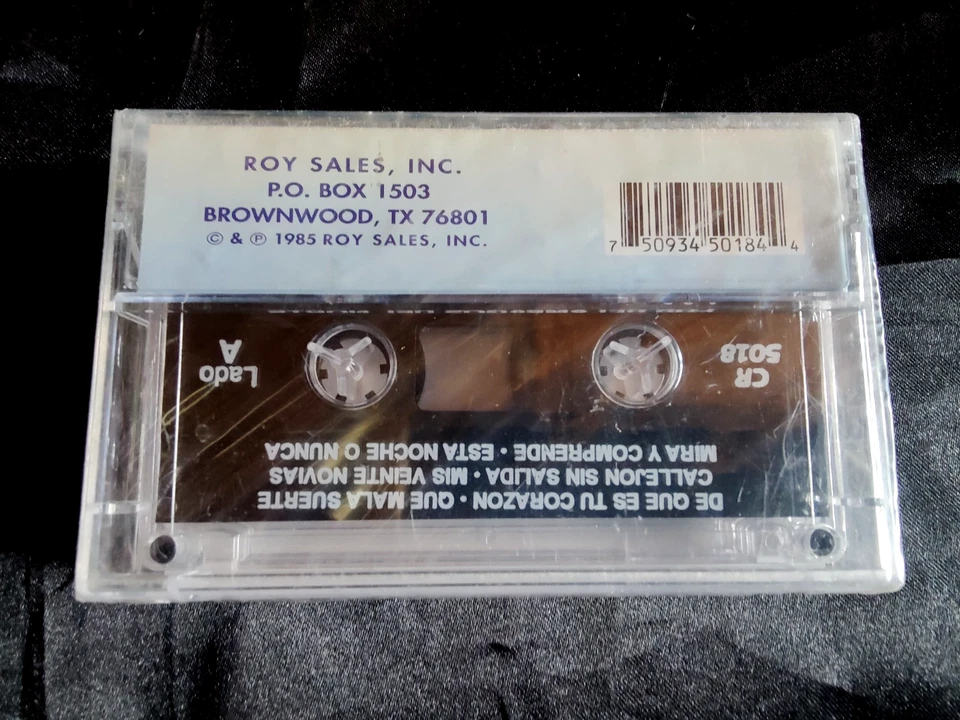 ROY SALES, INC.
P.O. BOX 1503
BROWNWOOD, TX 76801
© & ℗ 1985 ROY SALES, INC.
7 50934 50184 4
Lado
A
CR
5018
MIRA Y COMPRENDE • ESTA NOCHE O NUNCA
CALLEJON SIN SALIDA • MIS VEINTE NOVIAS
DE QUE ES TU CORAZON • QUE MALA SUERTE